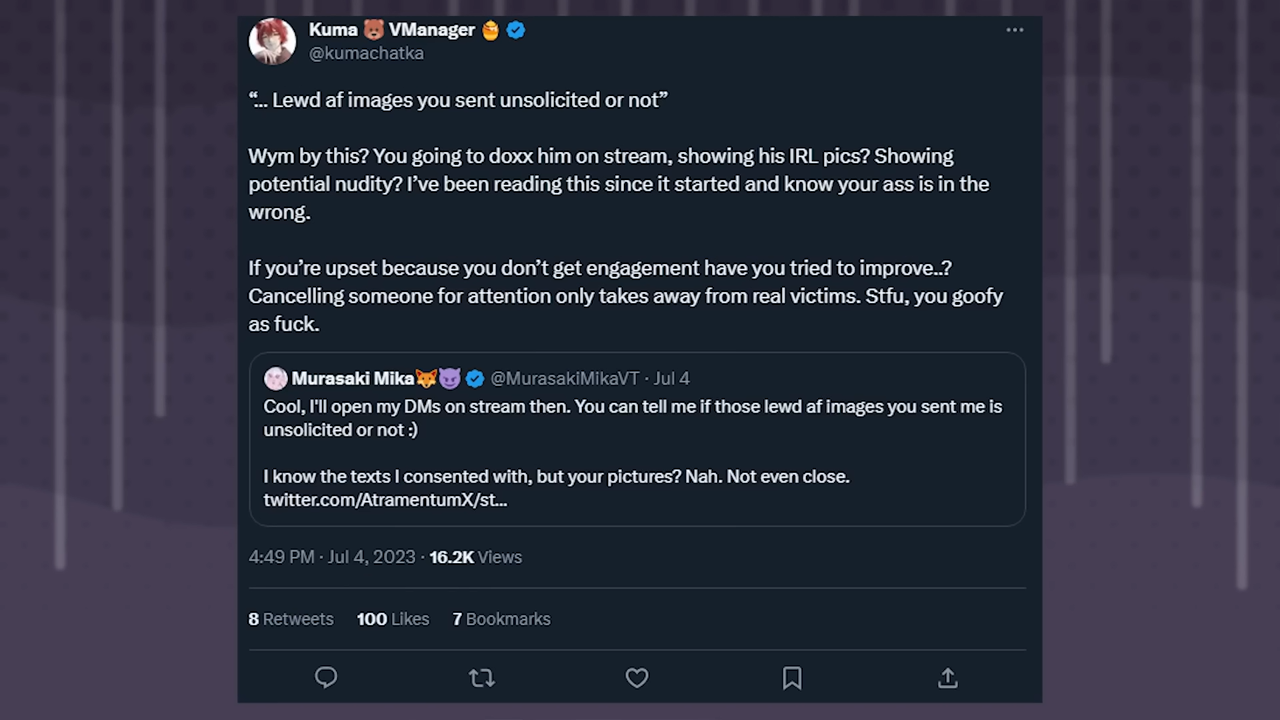 Kuma 🐻 VManager 🍯
@kumachatka
“... Lewd af images you sent unsolicited or not”
Wym by this? You going to doxx him on stream, showing his IRL pics? Showing
potential nudity? I’ve been reading this since it started and know your ass is in the
wrong.
If you’re upset because you don’t get engagement have you tried to improve..?
Cancelling someone for attention only takes away from real victims. Stfu, you goofy
as fuck.
Murasaki Mika🦊😈 @MurasakiMikaVT · Jul 4
Cool, I'll open my DMs on stream then. You can tell me if those lewd af images you sent me is
unsolicited or not :)
I know the texts I consented with, but your pictures? Nah. Not even close.
twitter.com/AtramentumX/st...
4:49 PM · Jul 4, 2023 · 16.2K Views
8 Retweets 100 Likes 7 Bookmarks